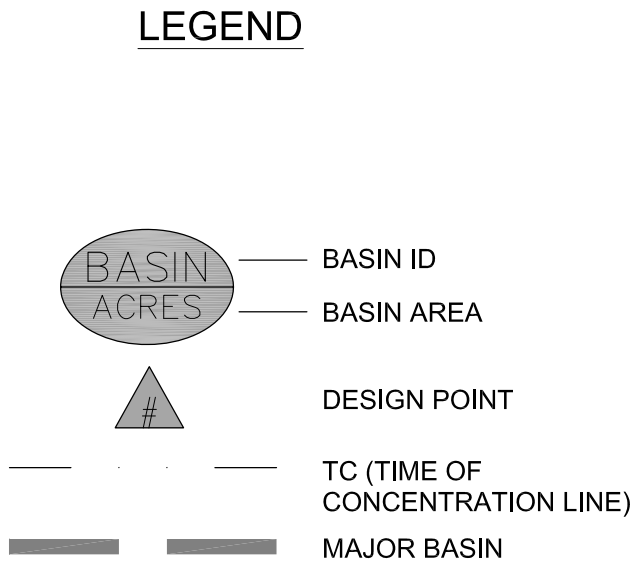 LEGEND
BASIN
ACRES
BASIN ID
BASIN AREA
#
DESIGN POINT
TC (TIME OF
CONCENTRATION LINE)
MAJOR BASIN